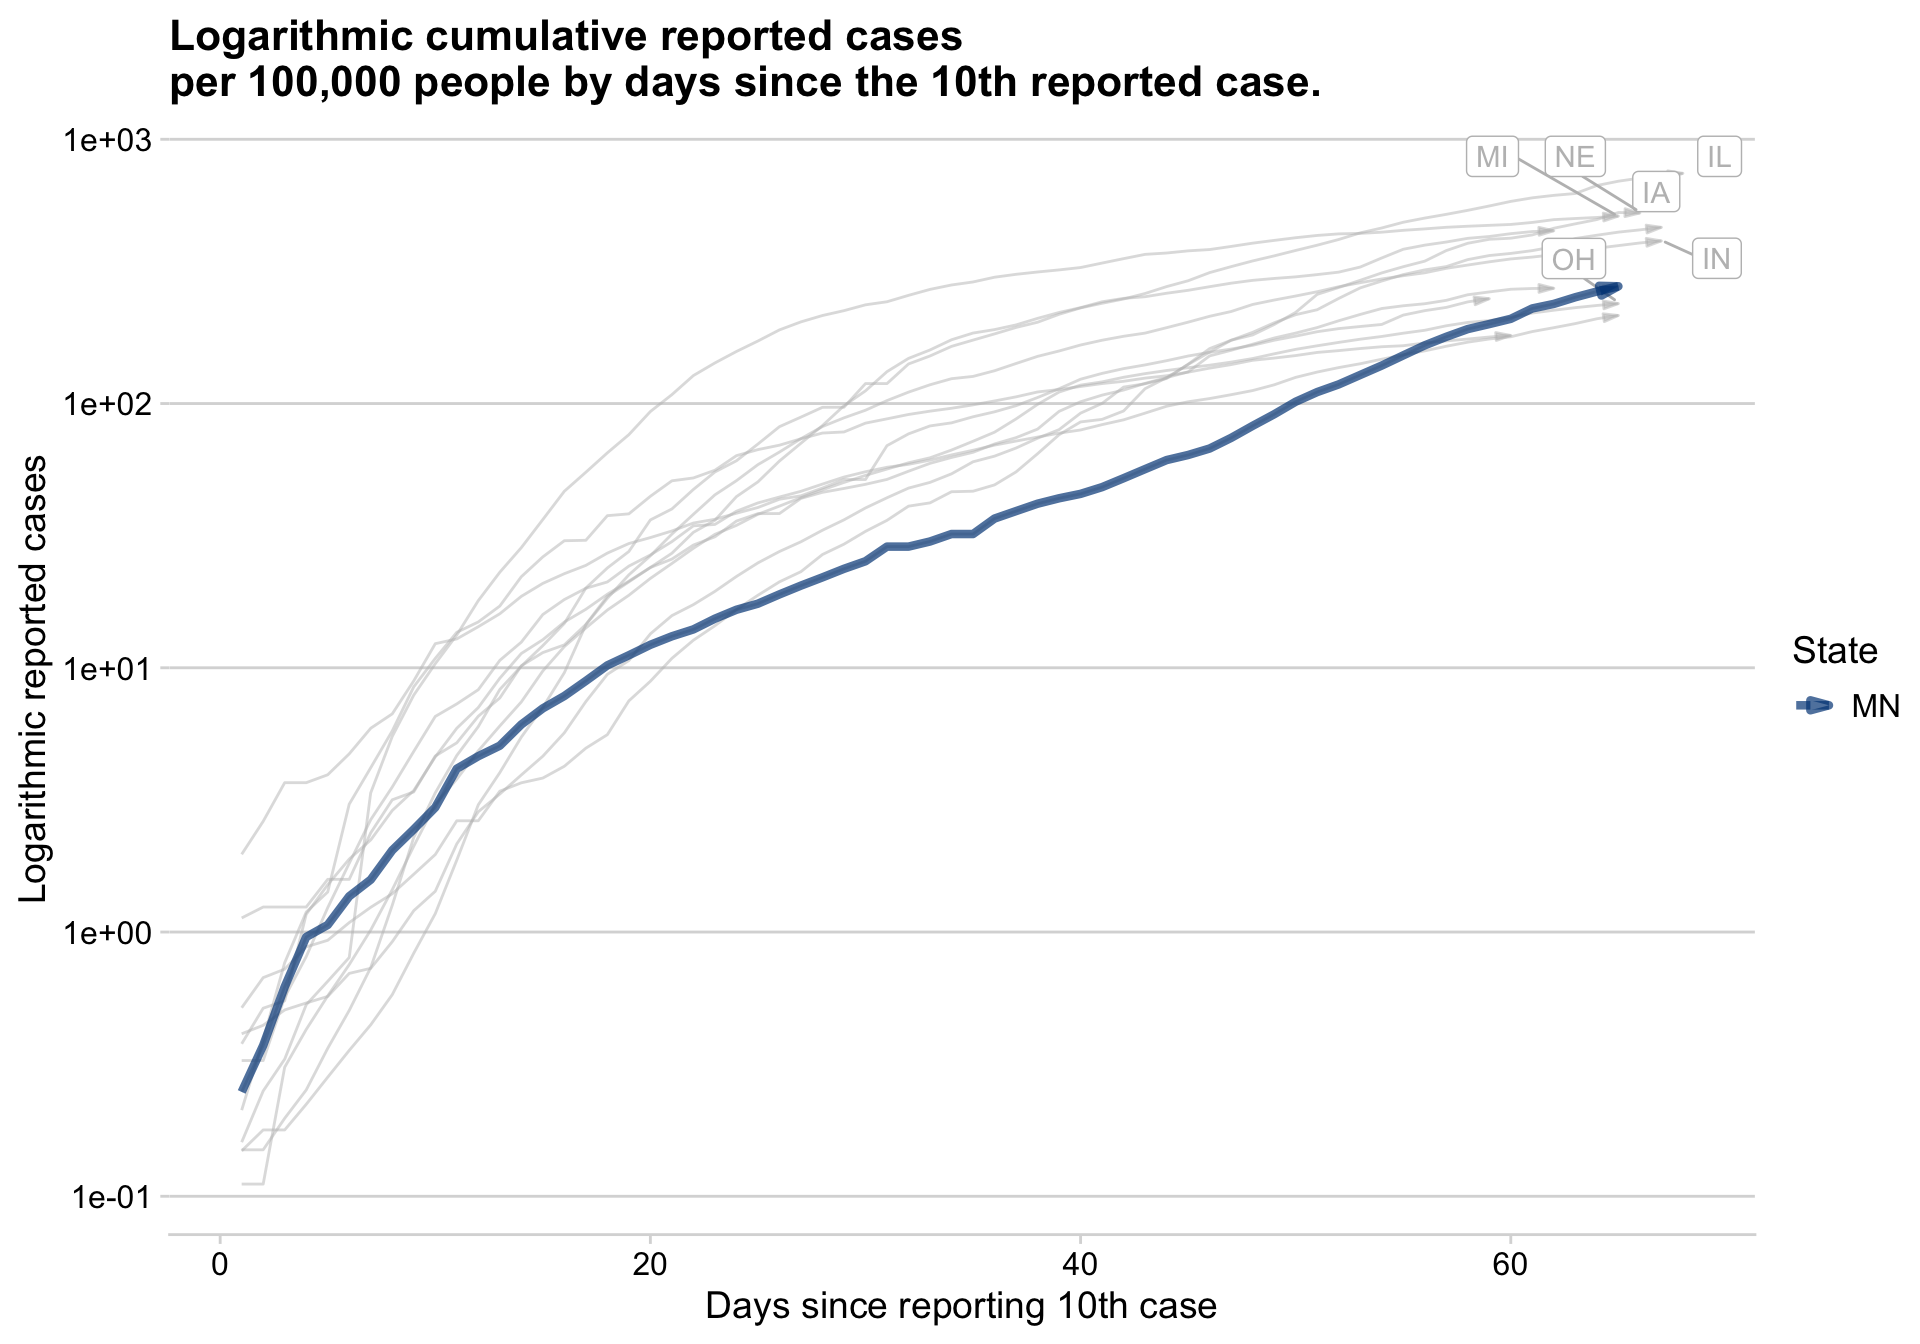 Logarithmic cumulative reported cases
per 100,000 people by days since the 10th reported case.
1e+03
1e+02
1e+01
1e+00
1e-01
Logarithmic reported cases
MI
NE
IL
IA
OH
IN
State
MN
0
20
40
60
Days since reporting 10th case